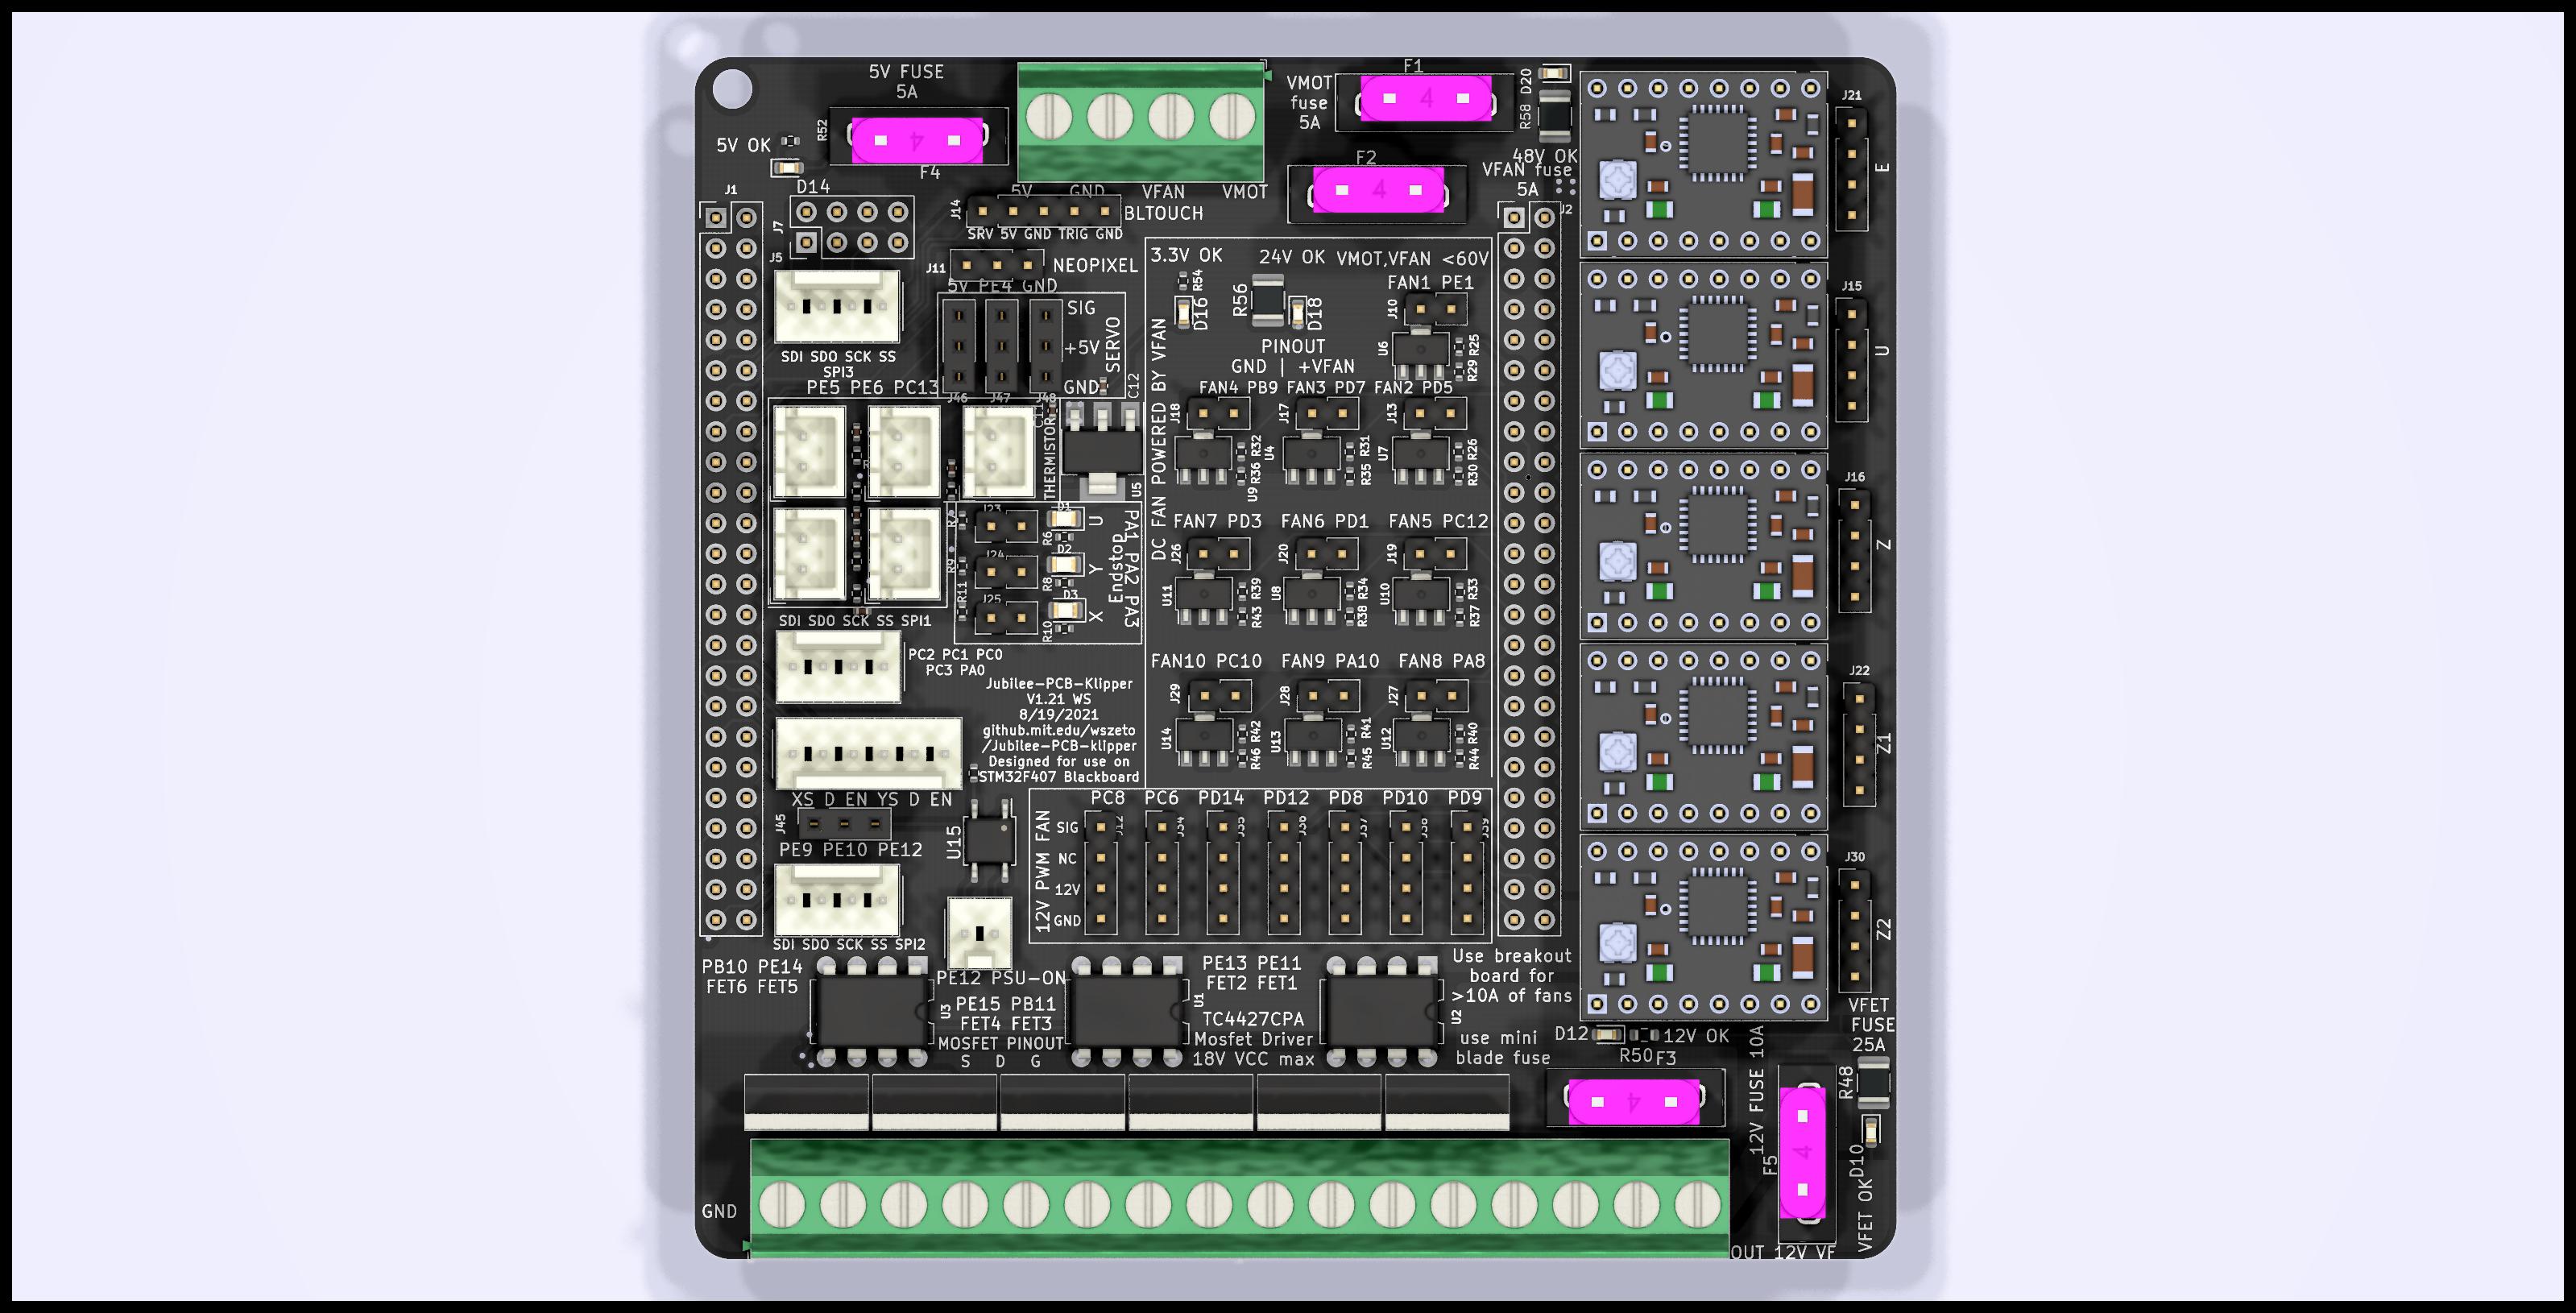 5V FUSE
5A
R52
5V OK
F4
D14
J1
J7
J5
VMOT
fuse
5A
F1
D20
R58
48V OK
F2
VFAN fuse
5A
J2
5V GND VFAN VMOT
J14
BLTOUCH
SRV 5V GND TRIG GND
J11
NEOPIXEL
5V PE4 GND
SIG
+5V
GND
SERVO
C12
J46 J47 J48
SDI SDO SCK SS
SPI3
PE5 PE6 PC13
THERMISTOR
U5
3.3V OK
24V OK
VMOT,VFAN <60V
R54
D16
R56
D18
FAN1 PE1
J10
U6
R25
R29
PINOUT
GND | +VFAN
DC FAN POWERED BY VFAN
FAN4 PB9 FAN3 PD7 FAN2 PD5
J18
J17
J13
R32
R36
U9
U4
R31
R35
U7
R26
R30
FAN7 PD3 FAN6 PD1 FAN5 PC12
J26
J20
J19
U11
R39
R43
U8
R34
R38
U10
R33
R37
FAN10 PC10 FAN9 PA10 FAN8 PA8
J29
J28
J27
U14
R42
R46
U13
R41
R45
U12
R40
R44
J23
D1
U
R7
R6
J24
D2
Y
R9
R8
J25
D3
X
R11
R10
Endstop
PA1 PA2 PA3
SDI SDO SCK SS SPI1
PC2 PC1 PC0
PC3 PA0
Jubilee-PCB-Klipper
V1.21 WS
8/19/2021
github.mit.edu/wszeto
/Jubilee-PCB-klipper
Designed for use on
STM32F407 Blackboard
XS D EN YS D EN
J45
PE9 PE10 PE12
U15
SDI SDO SCK SS SPI2
PC8 PC6 PD14 PD12 PD8 PD10 PD9
12V PWM FAN
SIG
NC
12V
GND
J12 J34 J35 J36 J37 J38 J39
PB10 PE14
FET6 FET5
PE12 PSU-ON
U3
PE15 PB11
FET4 FET3
MOSFET PINOUT
S D G
U1
PE13 PE11
FET2 FET1
TC4427CPA
Mosfet Driver
18V VCC max
U2
Use breakout
board for
>10A of fans
use mini
blade fuse
J21
E
J15
U
J16
Z
J22
Z1
J30
Z2
D12
12V OK
R50
F3
VFET
FUSE
25A
R48
12V FUSE 10A
F5
D10
VFET OK
GND
OUT 12V VF
4
4
4
4
4